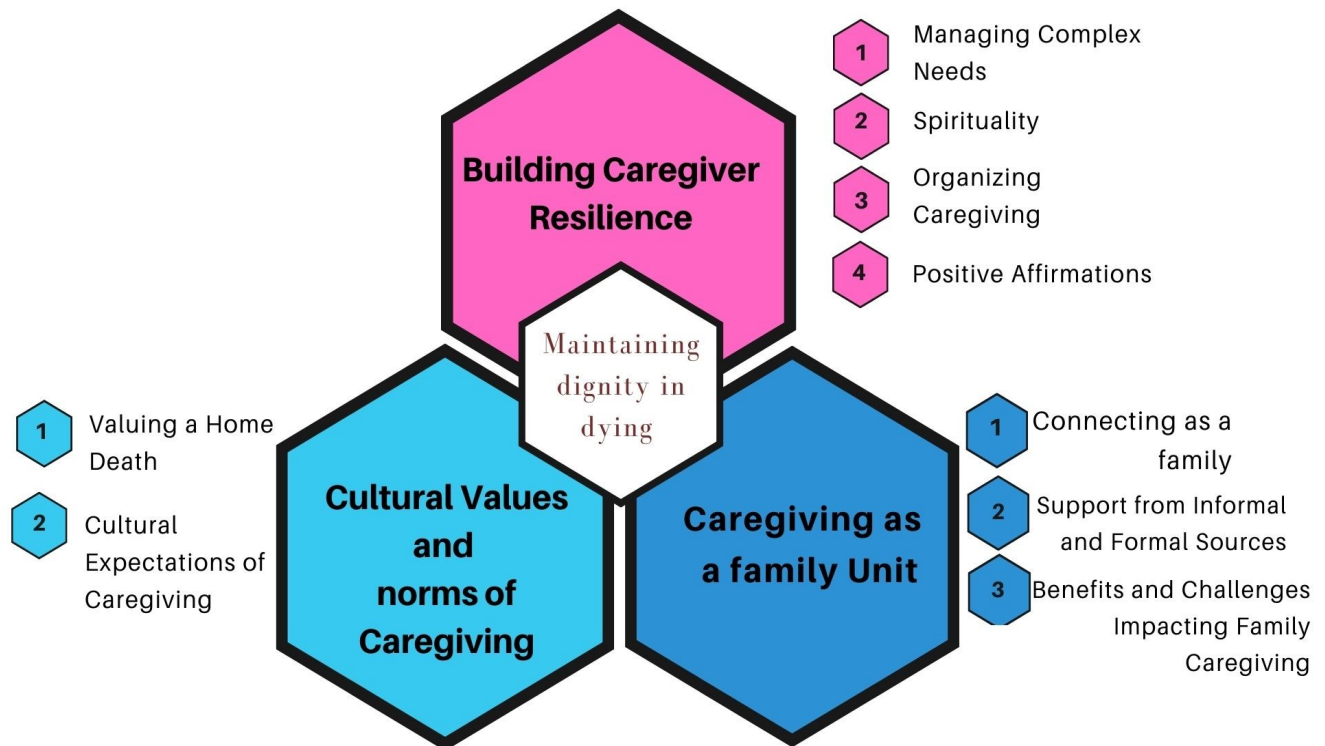 Building Caregiver
Resilience
1
Managing Complex
Needs
2
Spirituality
3
Organizing
Caregiving
4
Positive Affirmations
Maintaining
dignity in
dying
1
Valuing a Home
Death
2
Cultural
Expectations of
Caregiving
Cultural Values
and
norms of
Caregiving
Caregiving as
a family Unit
1
Connecting as a
family
2
Support from Informal
and Formal Sources
3
Benefits and Challenges
Impacting Family
Caregiving